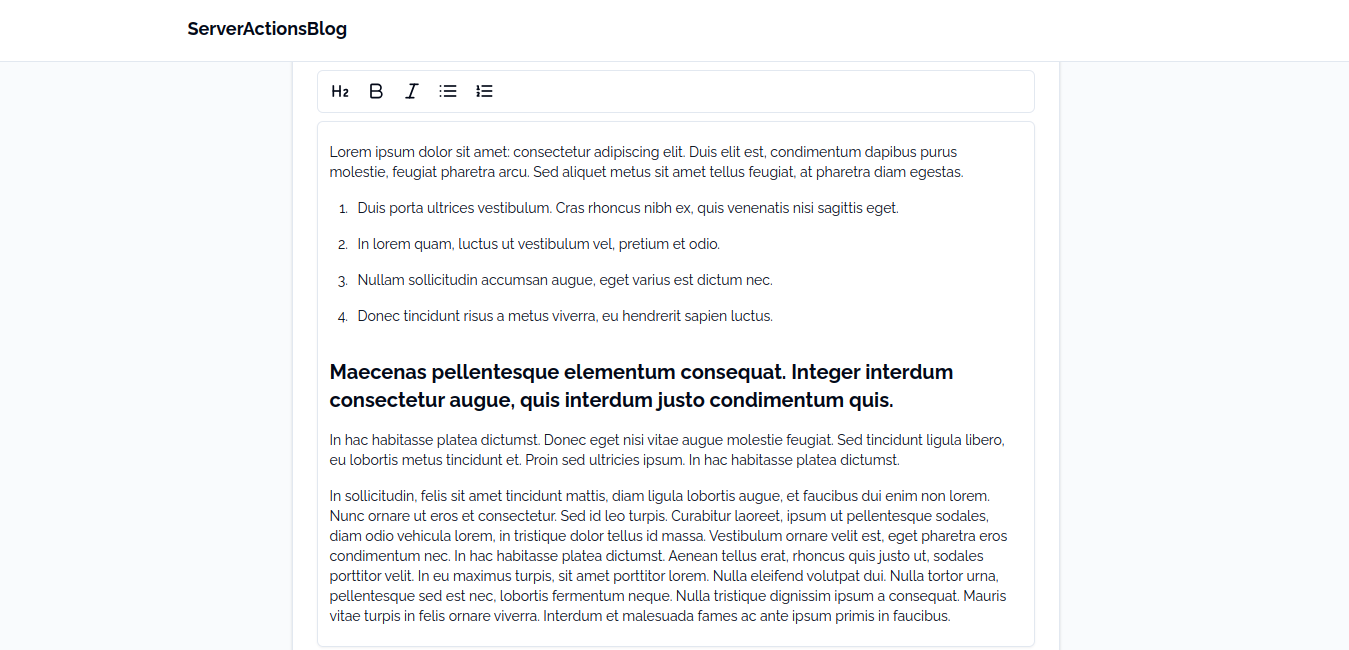 ServerActionsBlog
H2 B I
Lorem ipsum dolor sit amet: consectetur adipiscing elit. Duis elit est, condimentum dapibus purus
molestie, feugiat pharetra arcu. Sed aliquet metus sit amet tellus feugiat, at pharetra diam egestas.
1. Duis porta ultrices vestibulum. Cras rhoncus nibh ex, quis venenatis nisi sagittis eget.
2. In lorem quam, luctus ut vestibulum vel, pretium et odio.
3. Nullam sollicitudin accumsan augue, eget varius est dictum nec.
4. Donec tincidunt risus a metus viverra, eu hendrerit sapien luctus.
Maecenas pellentesque elementum consequat. Integer interdum
consectetur augue, quis interdum justo condimentum quis.
In hac habitasse platea dictumst. Donec eget nisi vitae augue molestie feugiat. Sed tincidunt ligula libero,
eu lobortis metus tincidunt et. Proin sed ultricies ipsum. In hac habitasse platea dictumst.
In sollicitudin, felis sit amet tincidunt mattis, diam ligula lobortis augue, et faucibus dui enim non lorem.
Nunc ornare ut eros et consectetur. Sed id leo turpis. Curabitur laoreet, ipsum ut pellentesque sodales,
diam odio vehicula lorem, in tristique dolor tellus id massa. Vestibulum ornare velit est, eget pharetra eros
condimentum nec. In hac habitasse platea dictumst. Aenean tellus erat, rhoncus quis justo ut, sodales
porttitor velit. In eu maximus turpis, sit amet porttitor lorem. Nulla eleifend volutpat dui. Nulla tortor urna,
pellentesque sed est nec, lobortis fermentum neque. Nulla tristique dignissim ipsum a consequat. Mauris
vitae turpis in felis ornare viverra. Interdum et malesuada fames ac ante ipsum primis in faucibus.